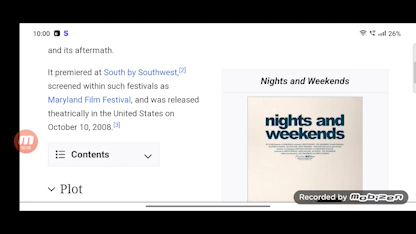 10:00 S 26%
and its aftermath.
It premiered at South by Southwest,[2]
screened within such festivals as
Maryland Film Festival, and was released
theatrically in the United States on
October 10, 2008.[3]
Contents
Plot
Nights and Weekends
nights and
weekends
Recorded by mobizen